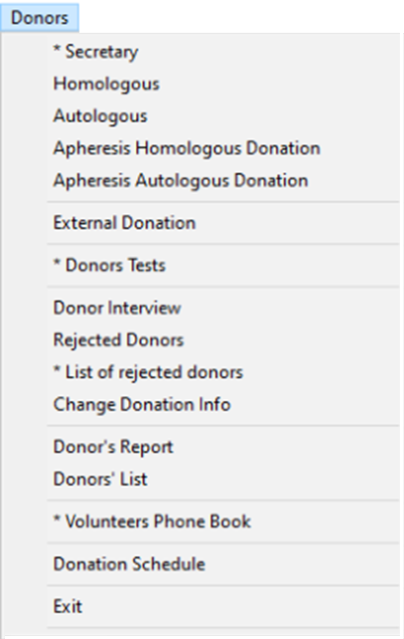 Donors
* Secretary
Homologous
Autologous
Apheresis Homologous Donation
Apheresis Autologous Donation
External Donation
* Donors Tests
Donor Interview
Rejected Donors
* List of rejected donors
Change Donation Info
Donor's Report
Donors' List
* Volunteers Phone Book
Donation Schedule
Exit